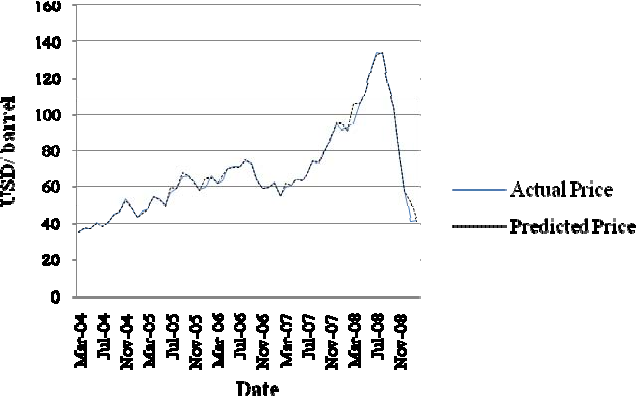 160
140
120
100
80
60
40
20
0
USD/barrel
Mar-04
Jul-04
Nov-04
Mar-05
Jul-05
Nov-05
Mar-06
Jul-06
Nov-06
Mar-07
Jul-07
Nov-07
Mar-08
Jul-08
Nov-08
Date
Actual Price
Predicted Price